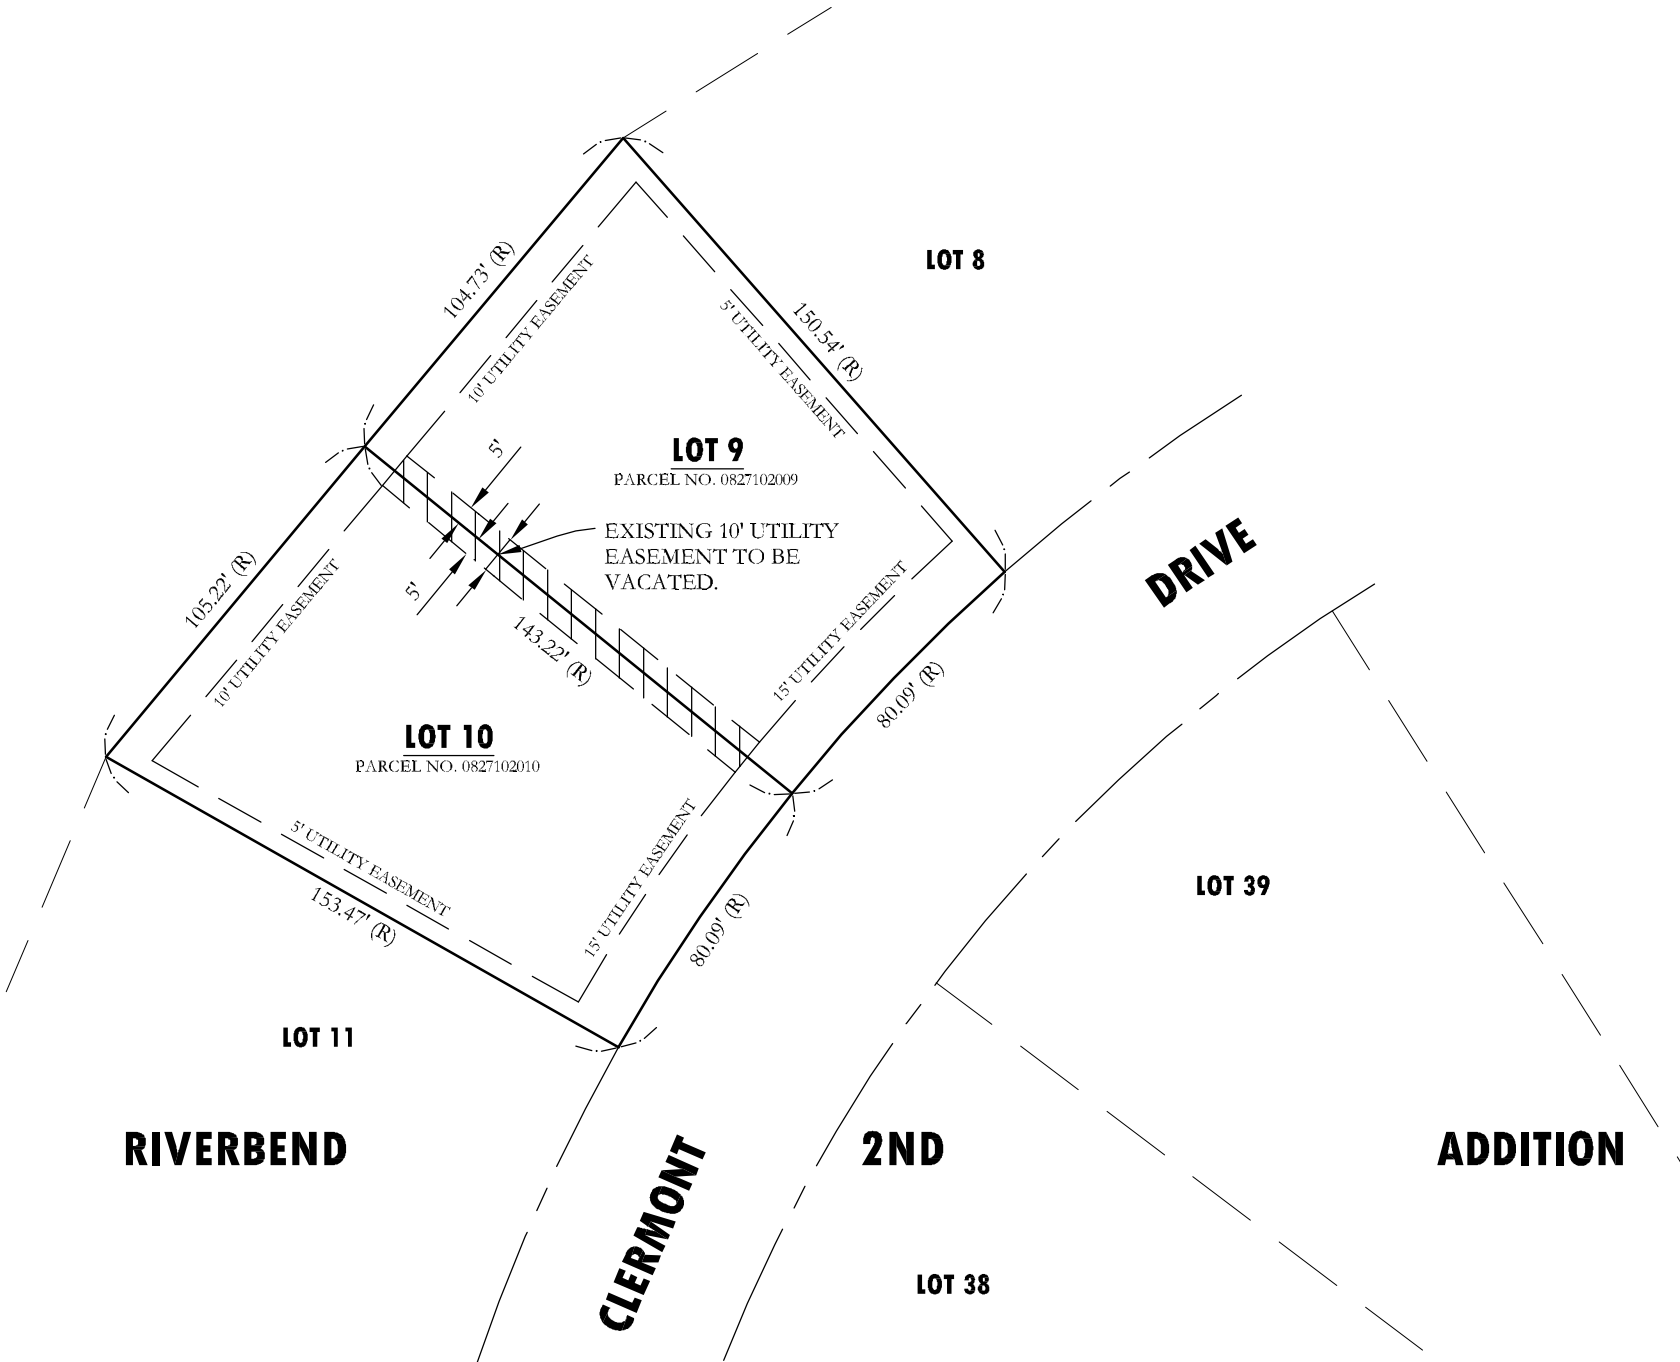 LOT 8
104.73' (R)
10' UTILITY EASEMENT
5' UTILITY EASEMENT
150.54' (R)
LOT 9
PARCEL NO. 0827102009
5'
EXISTING 10' UTILITY
EASEMENT TO BE
VACATED.
5'
DRIVE
105.22' (R)
10' UTILITY EASEMENT
143.22' (R)
15' UTILITY EASEMENT
80.09' (R)
LOT 10
PARCEL NO. 0827102010
5' UTILITY EASEMENT
153.47' (R)
15' UTILITY EASEMENT
80.09' (R)
LOT 39
LOT 11
RIVERBEND
2ND
ADDITION
CLERMONT
LOT 38